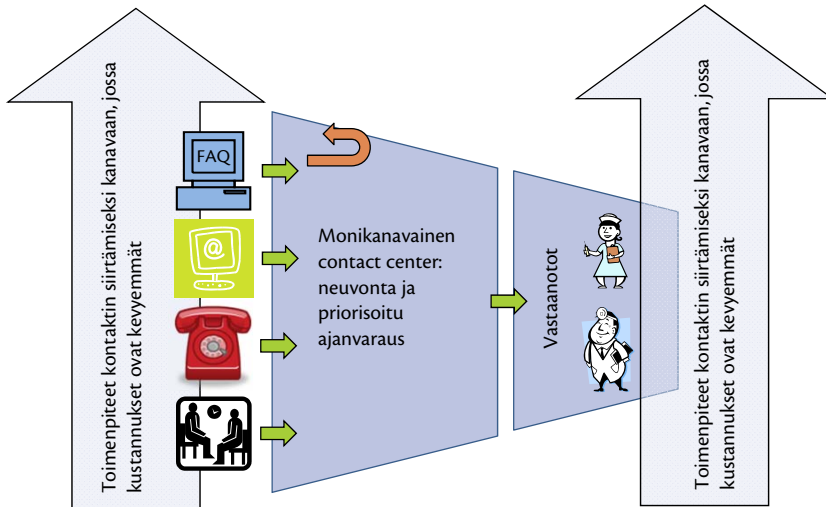 Toimenpiteet kontaktin siirtämiseksi kanavaan, jossa
kustannukset ovat kevyemmät
FAQ
@
Monikanavainen
contact center:
neuvonta ja
priorisoitu
ajanvaraus
Vastaanotot
Toimenpiteet kontaktin siirtämiseksi kanavaan, jossa
kustannukset ovat kevyemmät